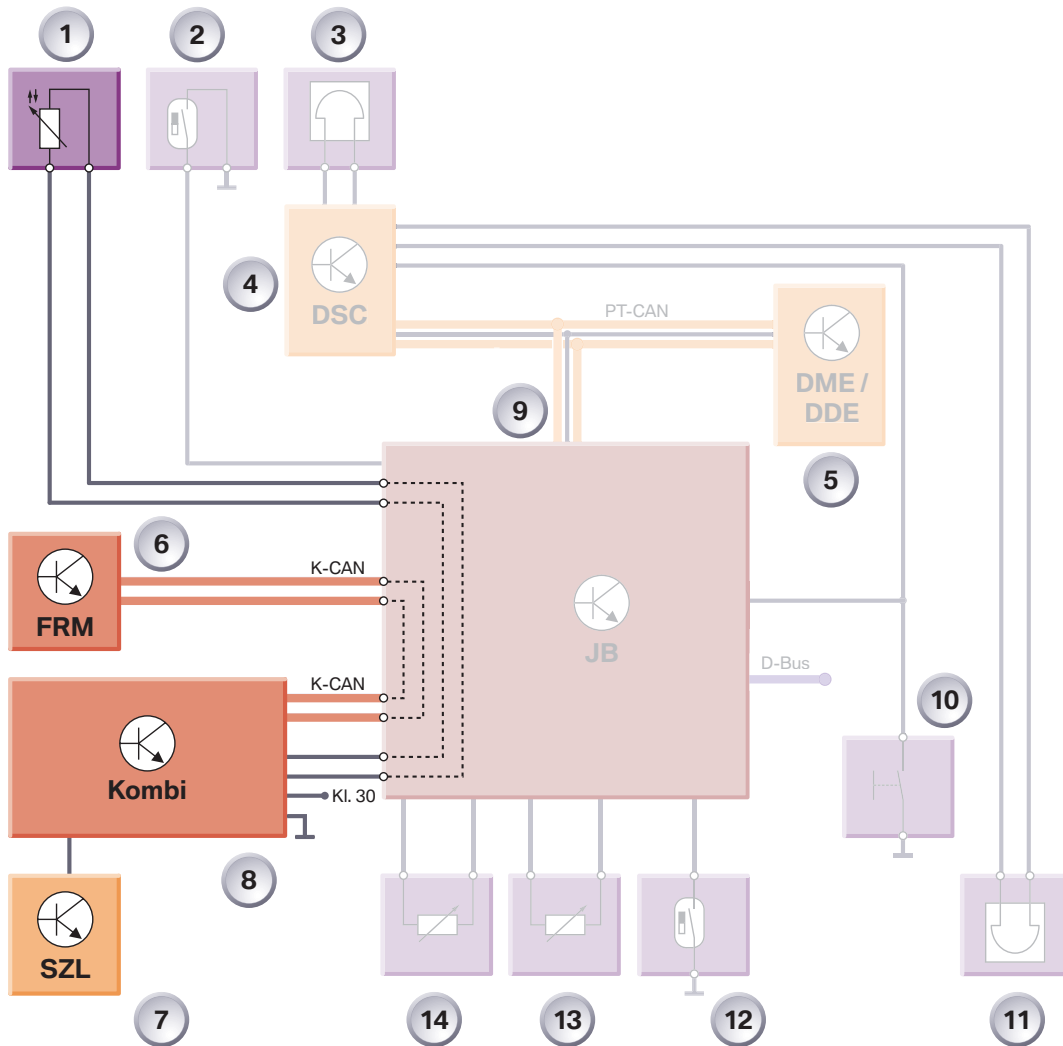 1
2
3
4
DSC
PT-CAN
DME /
DDE
9
5
6
K-CAN
FRM
JB
D-Bus
K-CAN
10
Kombi
Kl. 30
8
SZL
7
14
13
12
11